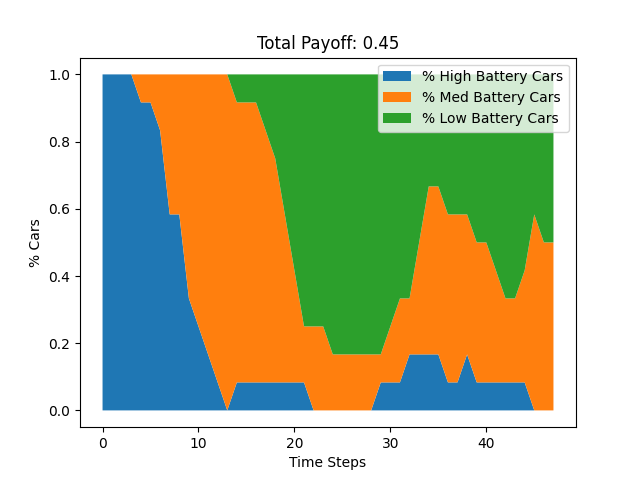 Total Payoff: 0.45
% High Battery Cars
% Med Battery Cars
% Low Battery Cars
1.0
0.8
0.6
0.4
0.2
0.0
% Cars
0 10 20 30 40
Time Steps